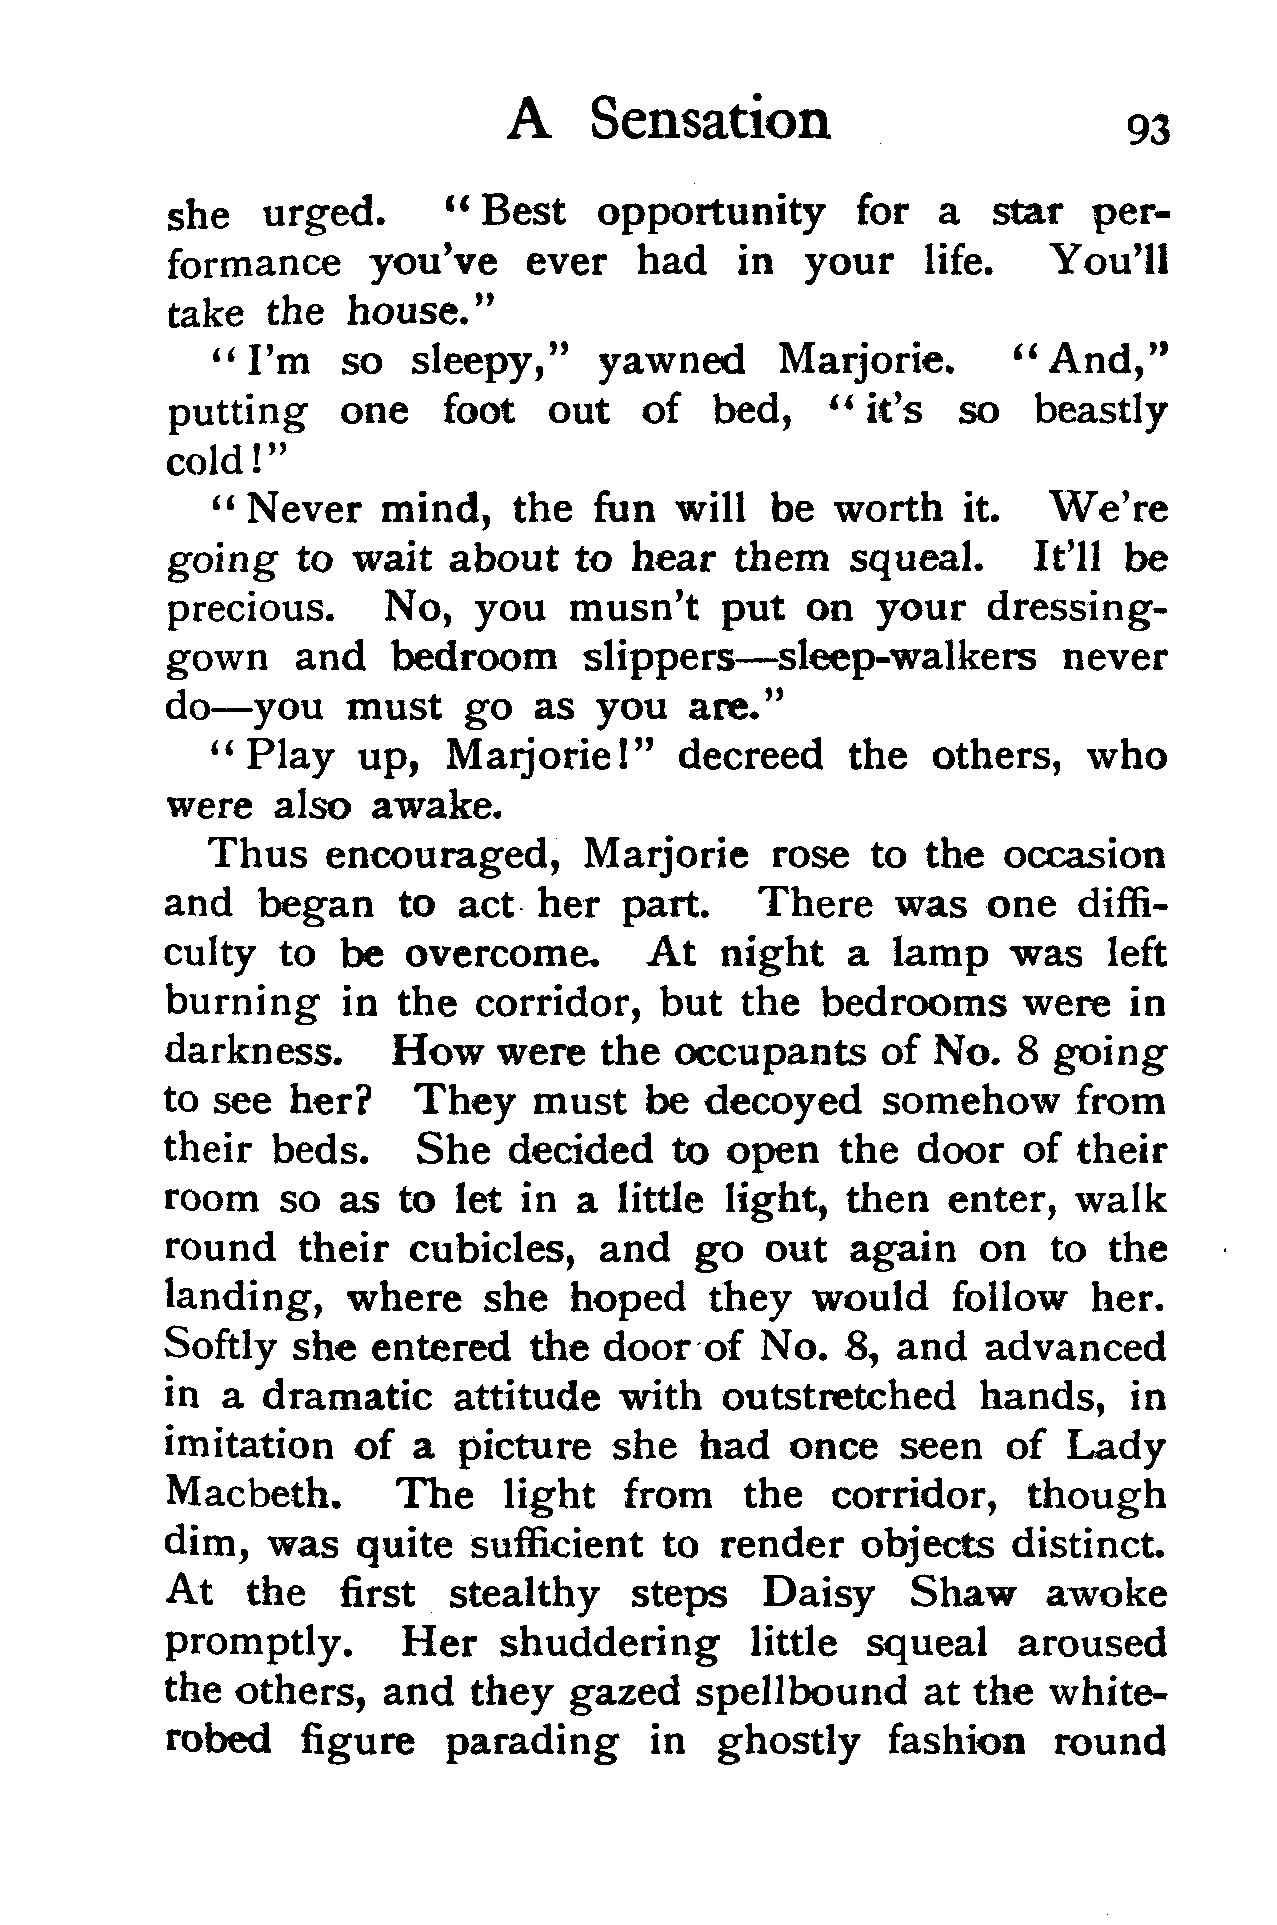 A Sensation 93
she urged. "Best opportunity for a star per-
formance you've ever had in your life. You'll
take the house."
"I'm so sleepy," yawned Marjorie. "And,"
putting one foot out of bed, "it's so beastly
cold!"
"Never mind, the fun will be worth it. We're
going to wait about to hear them squeal. It'll be
precious. No, you musn't put on your dressing-
gown and bedroom slippers—sleep-walkers never
do—you must go as you are."
"Play up, Marjorie!" decreed the others, who
were also awake.
Thus encouraged, Marjorie rose to the occasion
and began to act her part. There was one diffi-
culty to be overcome. At night a lamp was left
burning in the corridor, but the bedrooms were in
darkness. How were the occupants of No. 8 going
to see her? They must be decoyed somehow from
their beds. She decided to open the door of their
room so as to let in a little light, then enter, walk
round their cubicles, and go out again on to the
landing, where she hoped they would follow her.
Softly she entered the door of No. 8, and advanced
in a dramatic attitude with outstretched hands, in
imitation of a picture she had once seen of Lady
Macbeth. The light from the corridor, though
dim, was quite sufficient to render objects distinct.
At the first stealthy steps Daisy Shaw awoke
promptly. Her shuddering little squeal aroused
the others, and they gazed spellbound at the white-
robed figure parading in ghostly fashion round